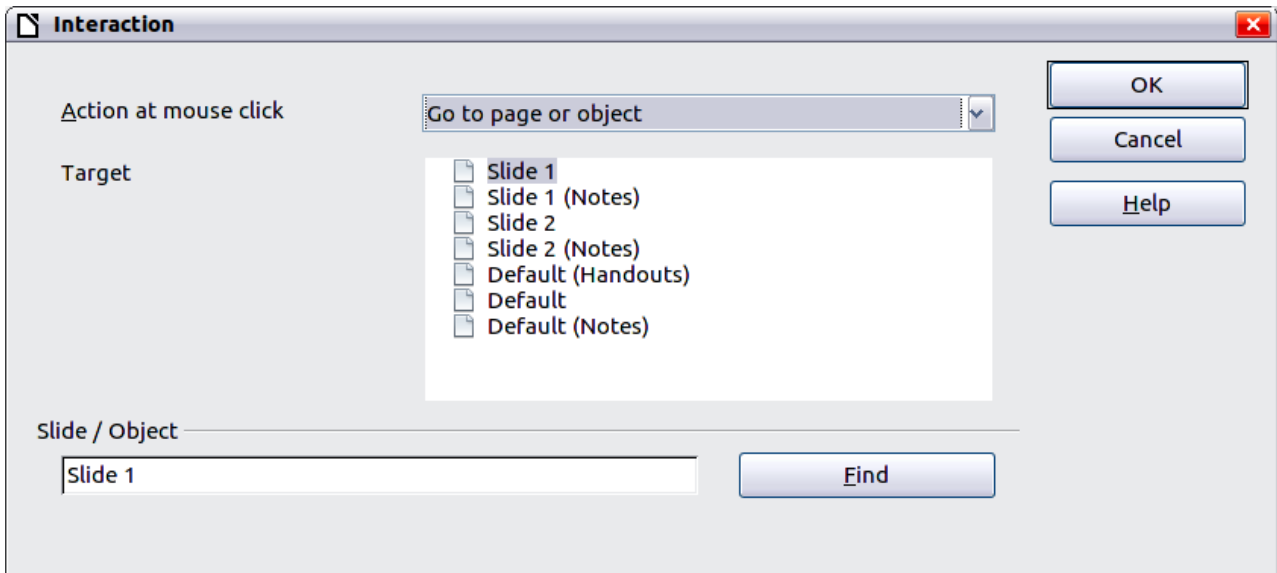 Interaction
Action at mouse click
Go to page or object
OK
Cancel
Help
Target
Slide 1
Slide 1 (Notes)
Slide 2
Slide 2 (Notes)
Default (Handouts)
Default
Default (Notes)
Slide / Object
Slide 1
Find